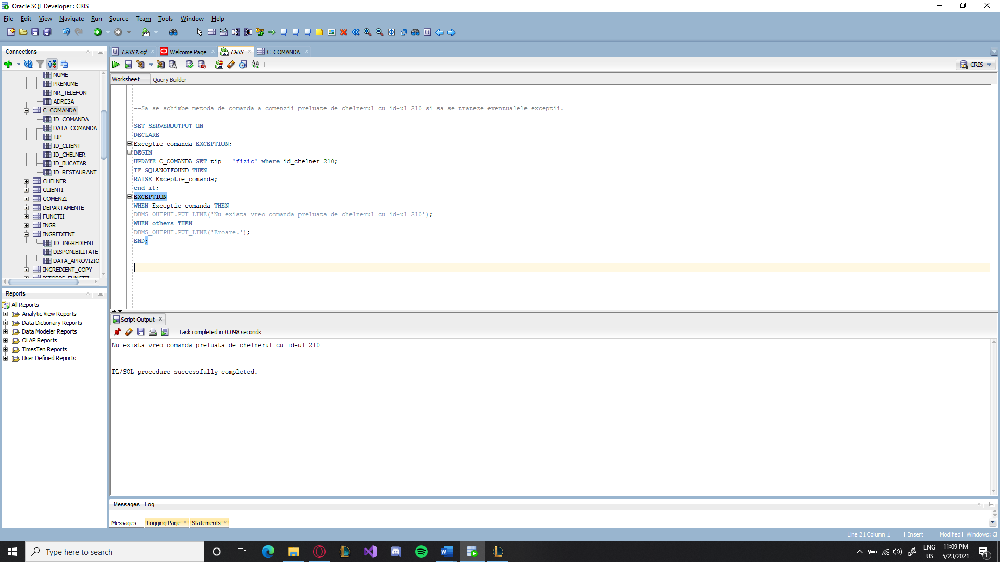 Oracle SQL Developer : CRIS
File Edit View Navigate Run Source Team Tools Window Help
Connections
NUME
PRENUME
NR_TELEFON
ADRESA
C_COMANDA
ID_COMANDA
DATA_COMANDA
TIP
ID_CLIENT
ID_CHELNER
ID_BUCATAR
ID_RESTAURANT
CHELNER
CLIENTI
COMENZI
DEPARTAMENTE
FUNCTII
INGR
INGREDIENT
ID_INGREDIENT
DISPONIBILITATE
DATA_APROVIZIO
INGREDIENT_COPY
ISTORIC_FUNCTII
Reports
All Reports
Analytic View Reports
Data Dictionary Reports
Data Modeler Reports
OLAP Reports
TimesTen Reports
User Defined Reports
CRIS1.sql Welcome Page CRIS C_COMANDA
CRIS
Worksheet Query Builder
--Sa se schimbe metoda de comanda a comenzii preluate de chelnerul cu id-ul 210 si sa se trateze eventualele exceptii.
SET SERVEROUTPUT ON
DECLARE
Exceptie_comanda EXCEPTION;
BEGIN
UPDATE C_COMANDA SET tip = 'fizic' where id_chelner=210;
IF SQL%NOTFOUND THEN
RAISE Exceptie_comanda;
end if;
EXCEPTION
WHEN Exceptie_comanda THEN
DBMS_OUTPUT.PUT_LINE('Nu exista vreo comanda preluata de chelnerul cu id-ul 210');
WHEN others THEN
DBMS_OUTPUT.PUT_LINE('Eroare.');
END;
Script Output
Task completed in 0.098 seconds
Nu exista vreo comanda preluata de chelnerul cu id-ul 210
PL/SQL procedure successfully completed.
Messages - Log
Messages Logging Page Statements
Line 21 Column 1 | Insert | Modified | Windows: CF
Type here to search
ENG
US
11:09 PM
5/23/2021
1